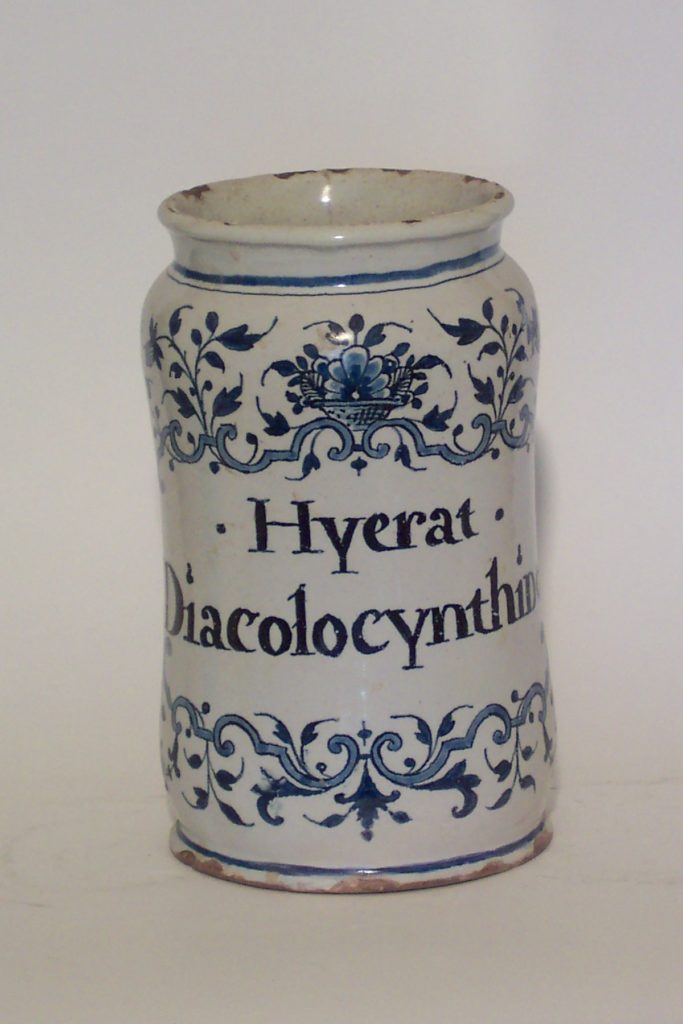 · Hyerat ·
Diacolocynthin